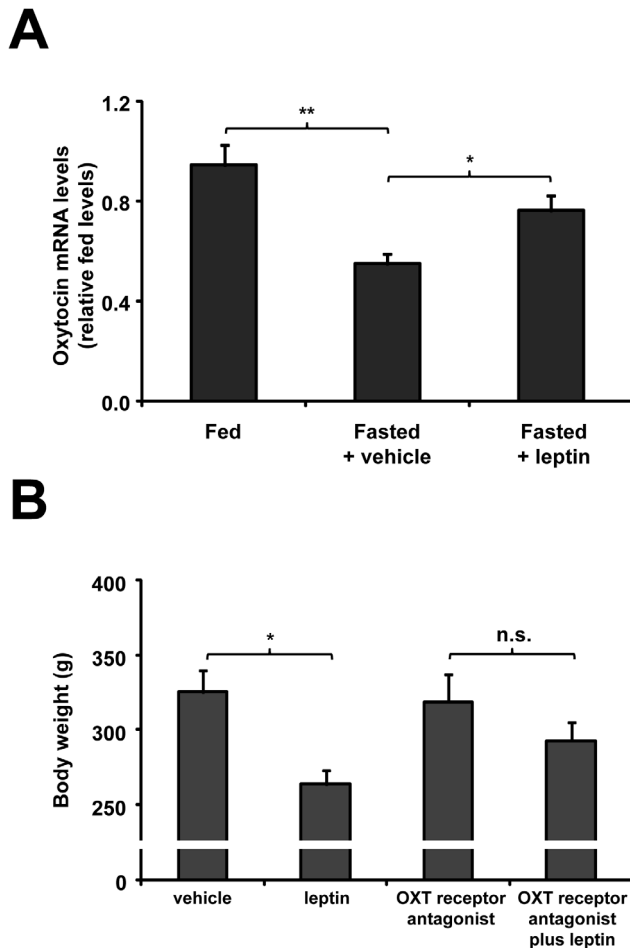 A
Oxytocin mRNA levels
(relative fed levels)
1.2
0.8
0.4
0.0
**
*
Fed
Fasted
+ vehicle
Fasted
+ leptin
B
Body weight (g)
400
350
300
250
0
*
n.s.
vehicle
leptin
OXT receptor
antagonist
OXT receptor
antagonist
plus leptin